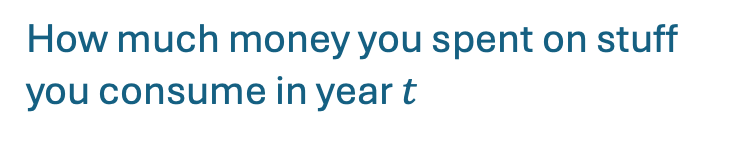 How much money you spent on stuff
you consume in year t